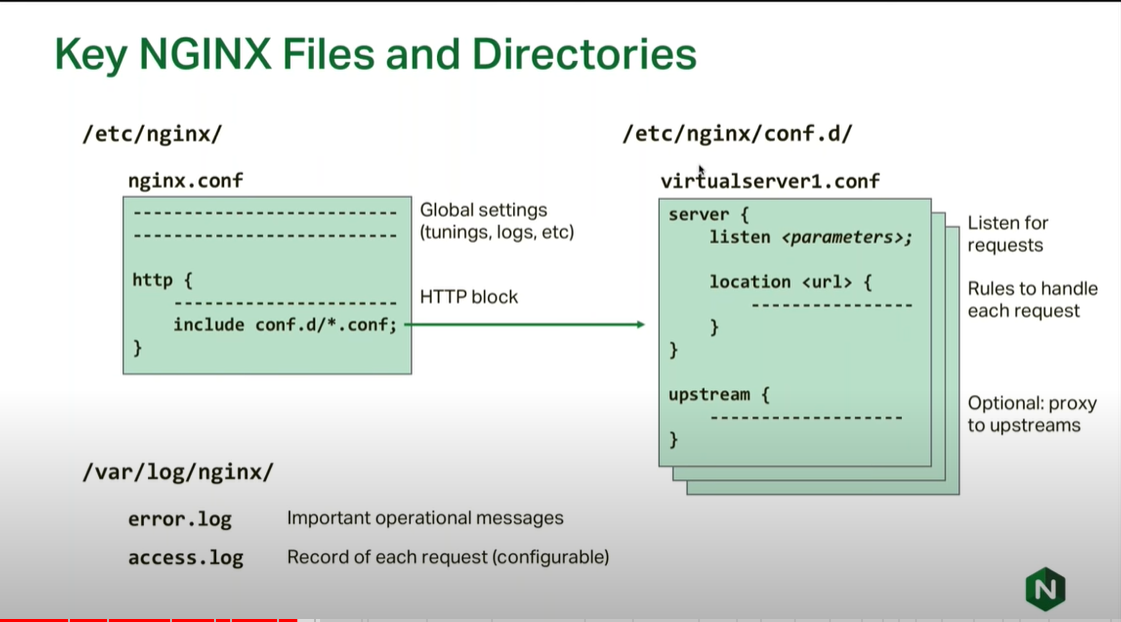 Key NGINX Files and Directories
/etc/nginx/
nginx.conf
--------------------------
--------------------------
http {
----------------------
include conf.d/*.conf;
}
Global settings
(tunings, logs, etc)
HTTP block
/etc/nginx/conf.d/
virtualserver1.conf
server {
listen <parameters>;
location <url> {
----------------
}
}
upstream {
-------------------
}
Listen for
requests
Rules to handle
each request
Optional: proxy
to upstreams
/var/log/nginx/
error.log Important operational messages
access.log Record of each request (configurable)
N